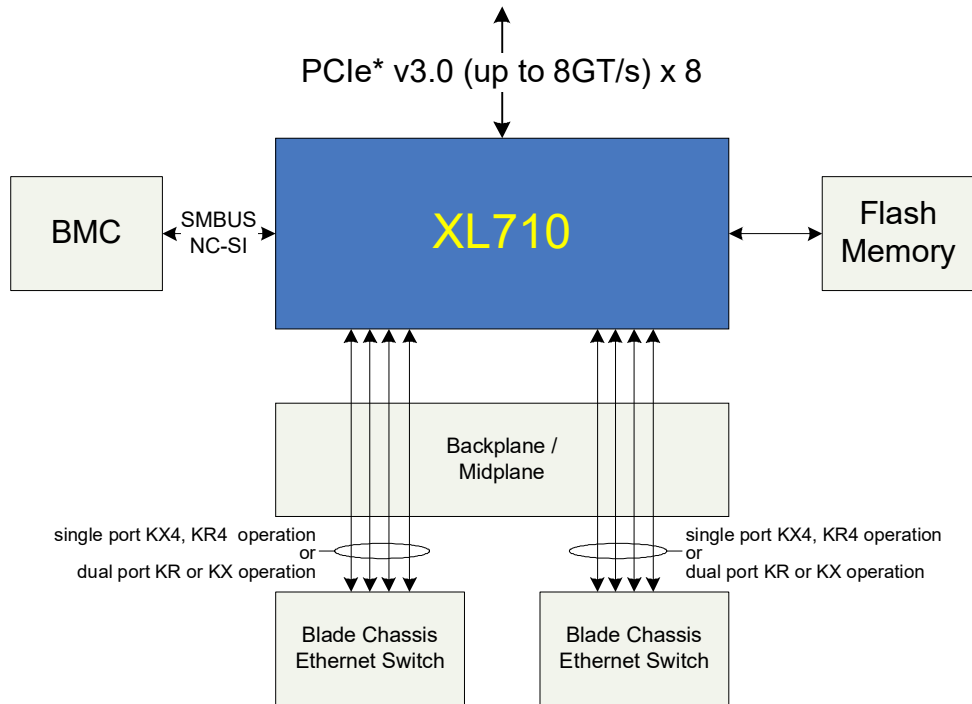 PCIe* v3.0 (up to 8GT/s) x 8
BMC
SMBUS
NC-SI
XL710
Flash
Memory
Backplane /
Midplane
single port KX4, KR4 operation
or
dual port KR or KX operation
single port KX4, KR4 operation
or
dual port KR or KX operation
Blade Chassis
Ethernet Switch
Blade Chassis
Ethernet Switch